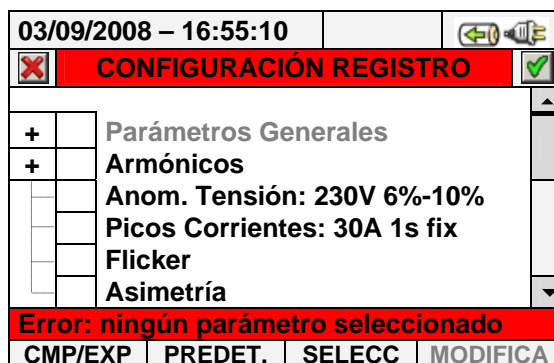 03/09/2008 – 16:55:10
CONFIGURACIÓN REGISTRO
+ Parámetros Generales
+ Armónicos
Anom. Tensión: 230V 6%-10%
Picos Corrientes: 30A 1s fix
Flicker
Asimetría
Error: ningún parámetro seleccionado
CMP/EXP PREDET. SELECC MODIFICA